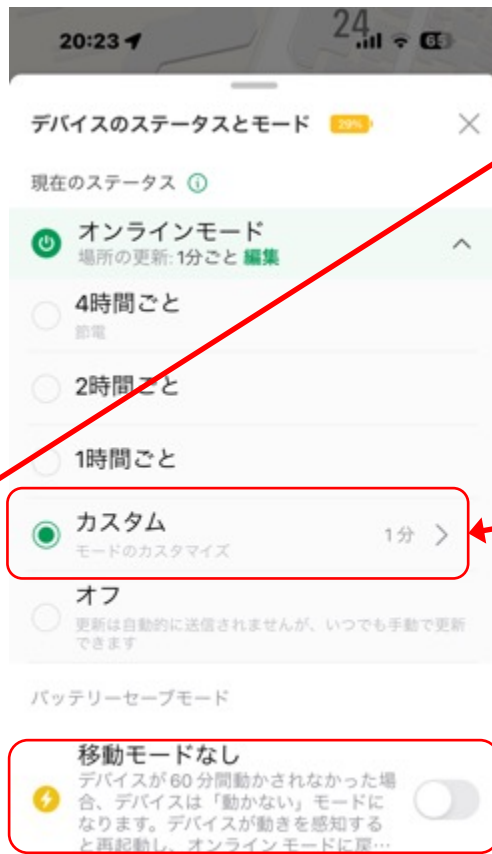 20:23
24
65
デバイスのステータスとモード 29%
現在のステータス
オンラインモード
場所の更新: 1分ごと 編集
4時間ごと
節電
2時間ごと
1時間ごと
カスタム
モードのカスタマイズ
1分
オフ
更新は自動的に送信されませんが、いつでも手動で更新
できます
バッテリーセーブモード
移動モードなし
デバイスが 60 分間動かされなかった場
合、デバイスは「動かない」モードに
なります。デバイスが動きを感知する
と再起動し、オンライン モードに戻…